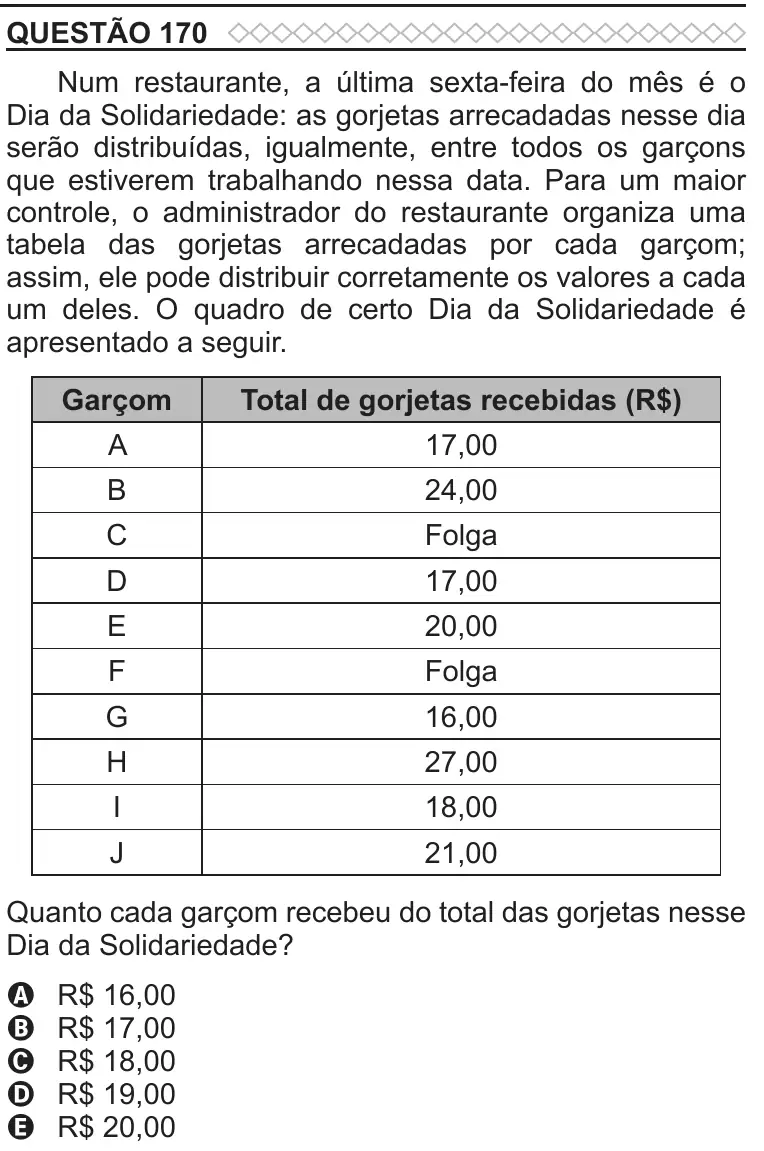 QUESTÃO 170
Num restaurante, a última sexta-feira do mês é o
Dia da Solidariedade: as gorjetas arrecadadas nesse dia
serão distribuídas, igualmente, entre todos os garçons
que estiverem trabalhando nessa data. Para um maior
controle, o administrador do restaurante organiza uma
tabela das gorjetas arrecadadas por cada garçom;
assim, ele pode distribuir corretamente os valores a cada
um deles. O quadro de certo Dia da Solidariedade é
apresentado a seguir.
Garçom Total de gorjetas recebidas (R$)
A 17,00
B 24,00
C Folga
D 17,00
E 20,00
F Folga
G 16,00
H 27,00
I 18,00
J 21,00
Quanto cada garçom recebeu do total das gorjetas nesse
Dia da Solidariedade?
A R$ 16,00
B R$ 17,00
C R$ 18,00
D R$ 19,00
E R$ 20,00